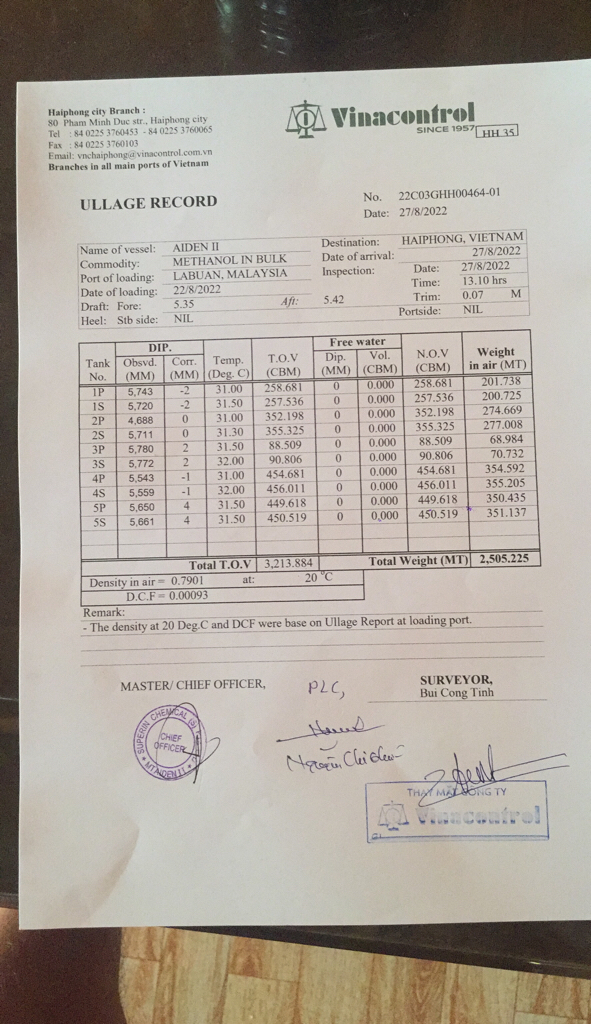 Haiphong city Branch :
80 Pham Minh Duc str., Haiphong city
Tel : 84 0225 3760453 - 84 0225 3760065
Fax : 84 0225 3760103
Email: vnchaiphong@vinacontrol.com.vn
Branches in all main ports of Vietnam
Vinacontrol
SINCE 1957
HH.35
ULLAGE RECORD
No. 22C03GHH00464-01
Date: 27/8/2022
Name of vessel: AIDEN II Destination: HAIPHONG, VIETNAM
Commodity: METHANOL IN BULK Date of arrival: 27/8/2022
Port of loading: LABUAN, MALAYSIA Inspection: Date: 27/8/2022
Date of loading: 22/8/2022 Time: 13.10 hrs
Draft: Fore: 5.35 Aft: 5.42 Trim: 0.07 M
Heel: Stb side: NIL Portside: NIL
Tank No. DIP. Obsvd. (MM) Corr. (MM) Temp. (Deg. C) T.O.V (CBM) Free water Dip. (MM) Vol. (CBM) N.O.V (CBM) Weight in air (MT)
1P 5,743 -2 31.00 258.681 0 0.000 258.681 201.738
1S 5,720 -2 31.50 257.536 0 0.000 257.536 200.725
2P 4,688 0 31.00 352.198 0 0.000 352.198 274.669
2S 5,711 0 31.30 355.325 0 0.000 355.325 277.008
3P 5,780 2 31.50 88.509 0 0.000 88.509 68.984
3S 5,772 2 32.00 90.806 0 0.000 90.806 70.732
4P 5,543 -1 31.00 454.681 0 0.000 454.681 354.592
4S 5,559 -1 32.00 456.011 0 0.000 456.011 355.205
5P 5,650 4 31.50 449.618 0 0.000 449.618 350.435
5S 5,661 4 31.50 450.519 0 0,000 450.519 351.137
Total T.O.V 3,213.884 Total Weight (MT) 2,505.225
Density in air = 0.7901 at: 20 °C
D.C.F = 0.00093
Remark:
- The density at 20 Deg.C and DCF were base on Ullage Report at loading port.
MASTER/ CHIEF OFFICER,
PLC,
SURVEYOR,
Bui Cong Tinh
SUPERIN CHEMICAL (S)
CHIEF
OFFICER
MT AIDEN II
THAY MẶT CÔNG TY
Vinacontrol